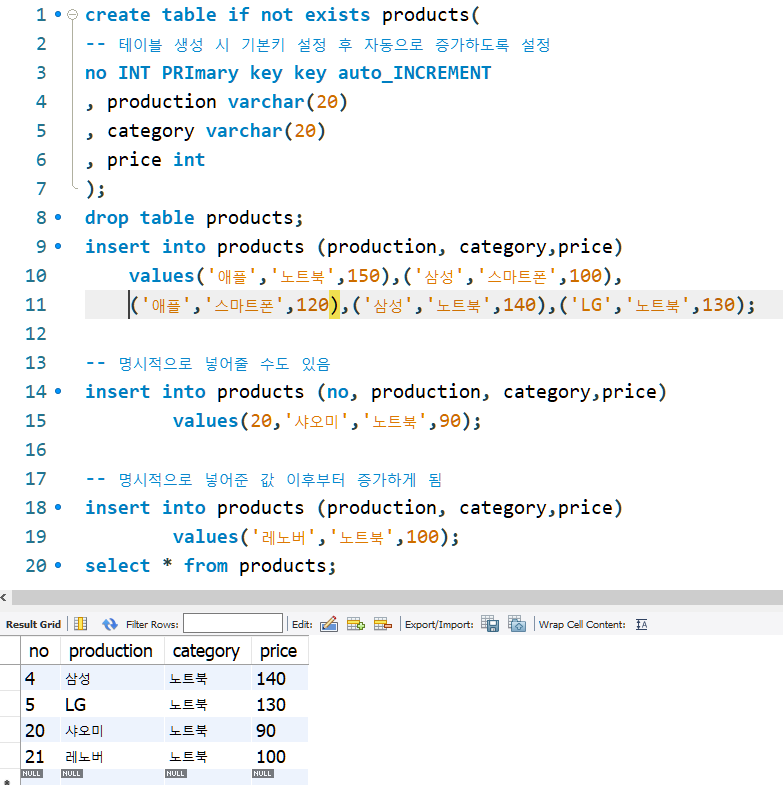 1 create table if not exists products(
2 -- 테이블 생성 시 기본키 설정 후 자동으로 증가하도록 설정
3 no INT PRImary key key auto_INCREMENT
4 , production varchar(20)
5 , category varchar(20)
6 , price int
7 );
8 drop table products;
9 insert into products (production, category,price)
10 values('애플','노트북',150),('삼성','스마트폰',100),
11 ('애플','스마트폰',120),('삼성','노트북',140),('LG','노트북',130);
12
13 -- 명시적으로 넣어줄 수도 있음
14 insert into products (no, production, category,price)
15 values(20,'샤오미','노트북',90);
16
17 -- 명시적으로 넣어준 값 이후부터 증가하게 됨
18 insert into products (production, category,price)
19 values('레노버','노트북',100);
20 select * from products;
Result Grid Filter Rows: Edit: Export/Import: Wrap Cell Content: IA
no production category price
4 삼성 노트북 140
5 LG 노트북 130
20 샤오미 노트북 90
21 레노버 노트북 100
NULL NULL NULL NULL